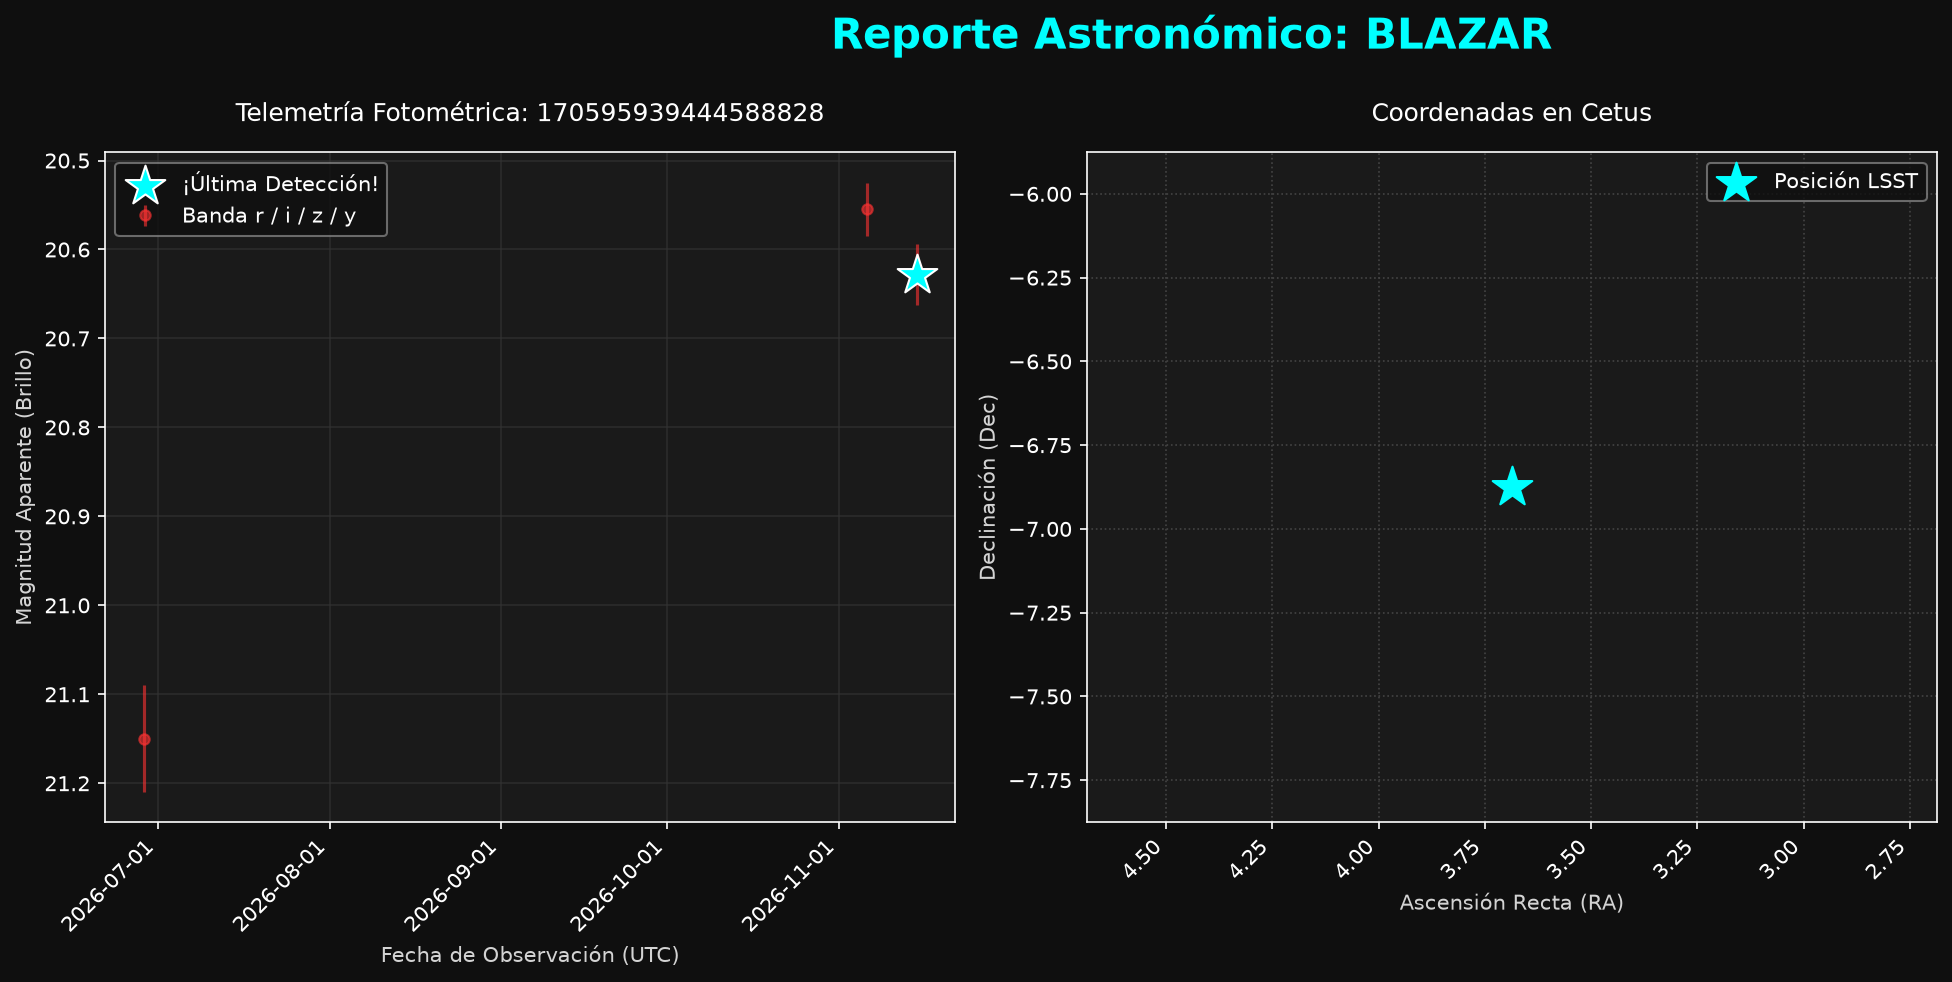 Reporte Astronómico: BLAZAR
Telemetría Fotométrica: 170595939444588828
¡Última Detección!
Banda r / i / z / y
Magnitud Aparente (Brillo)
20.5
20.6
20.7
20.8
20.9
21.0
21.1
21.2
2026-07-01
2026-08-01
2026-09-01
2026-10-01
2026-11-01
Fecha de Observación (UTC)
Coordenadas en Cetus
Posición LSST
Declinación (Dec)
−6.00
−6.25
−6.50
−6.75
−7.00
−7.25
−7.50
−7.75
4.50
4.25
4.00
3.75
3.50
3.25
3.00
2.75
Ascensión Recta (RA)